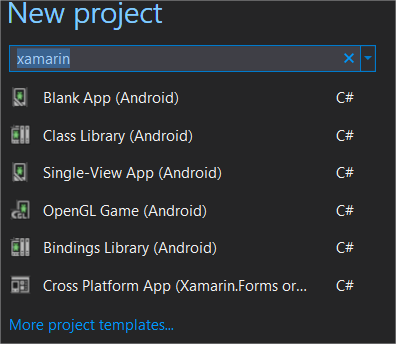 New project
xamarin
Blank App (Android) C#
Class Library (Android) C#
Single-View App (Android) C#
OpenGL Game (Android) C#
Bindings Library (Android) C#
Cross Platform App (Xamarin.Forms or... C#
More project templates...